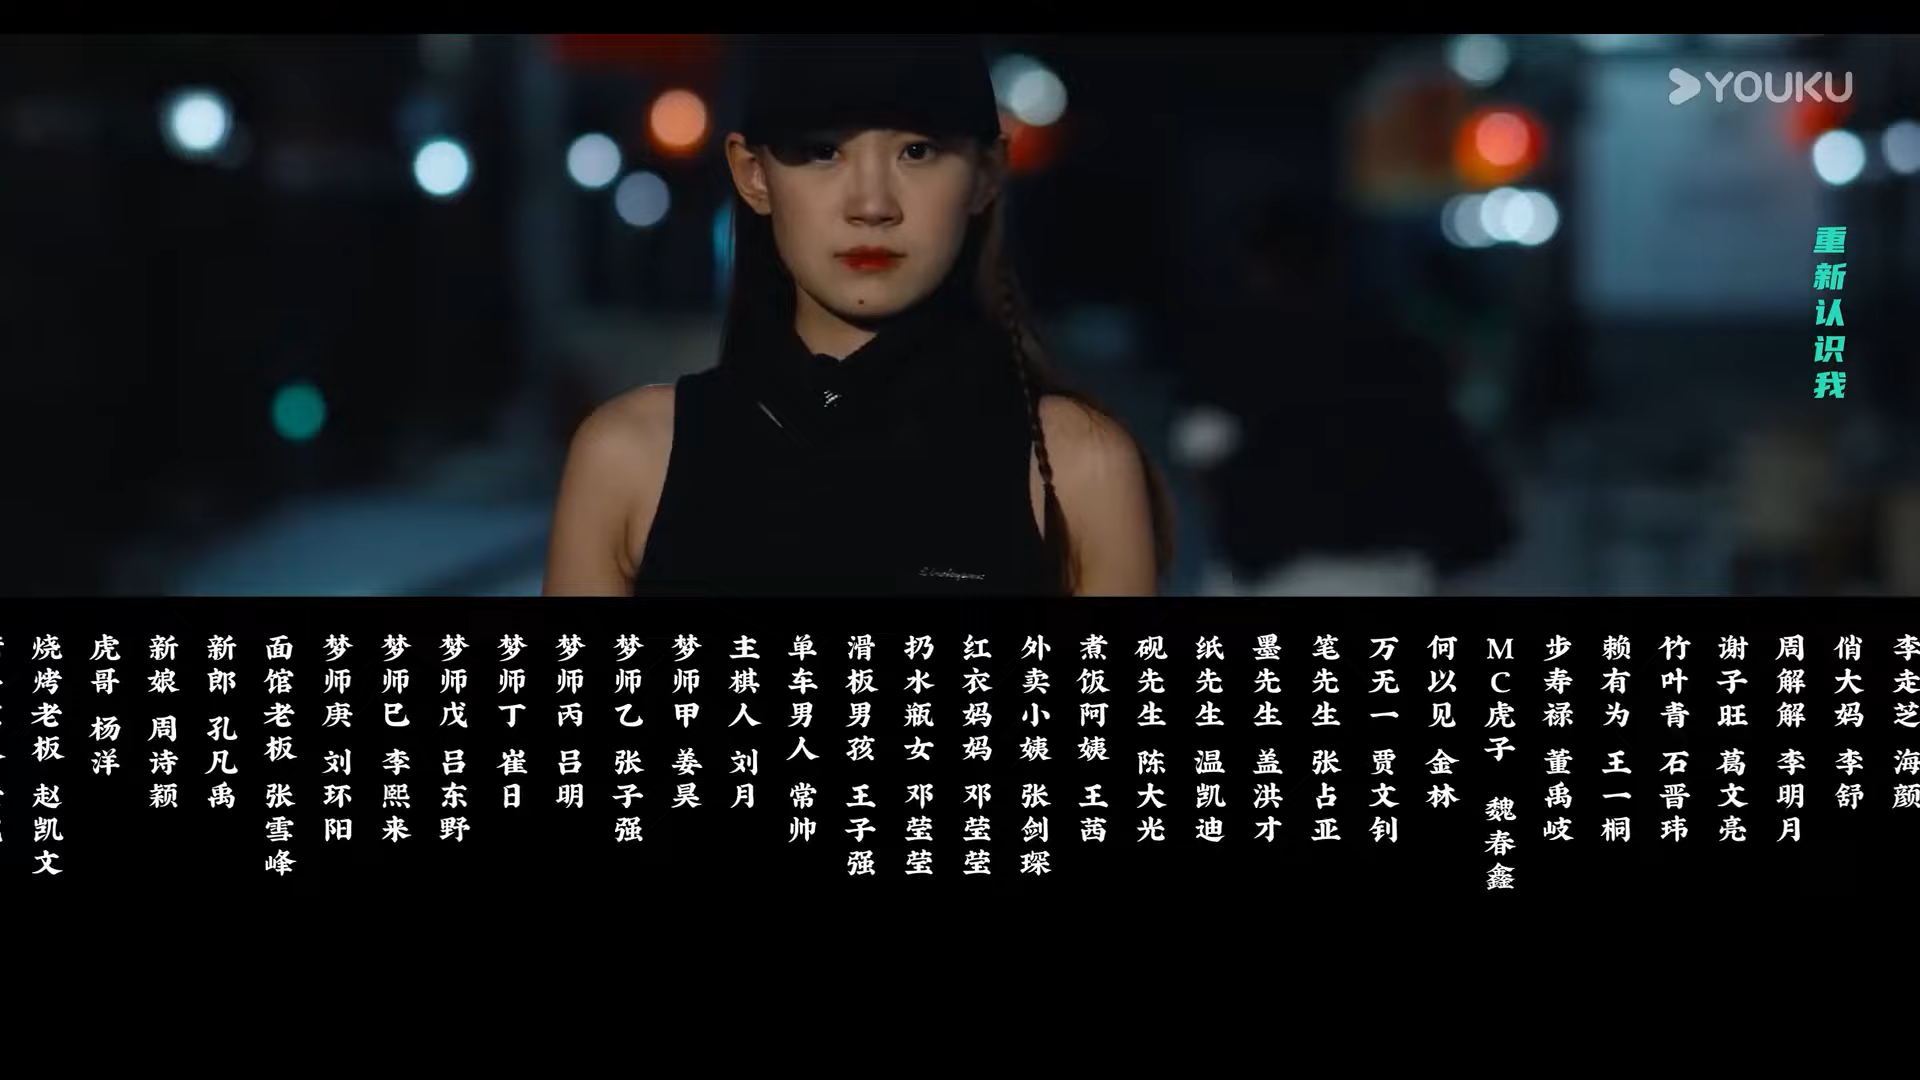 YOUKU
重新认识我
李走芝 海颜
俏大妈 李舒
周解解 李明月
谢子旺 葛文亮
竹叶青 石晋玮
赖有为 王一桐
步寿禄 董禹岐
MC虎子 魏春鑫
何以见 金林
万无一 贾文钊
笔先生 张占亚
墨先生 盖洪才
纸先生 温凯迪
砚先生 陈大光
煮饭阿姨 王茜
外卖小姨 张剑琛
红衣妈妈 邓莹莹
扔水瓶女 邓莹莹
滑板男孩 王子强
单车男人 常帅
主棋人 刘月
梦师甲 姜昊
梦师乙 张子强
梦师丙 吕明
梦师丁 崔日
梦师戊 吕东野
梦师巳 李熙来
梦师庚 刘环阳
面馆老板 张雪峰
新郎 孔凡禹
新娘 周诗颖
虎哥 杨洋
烧烤老板 赵凯文